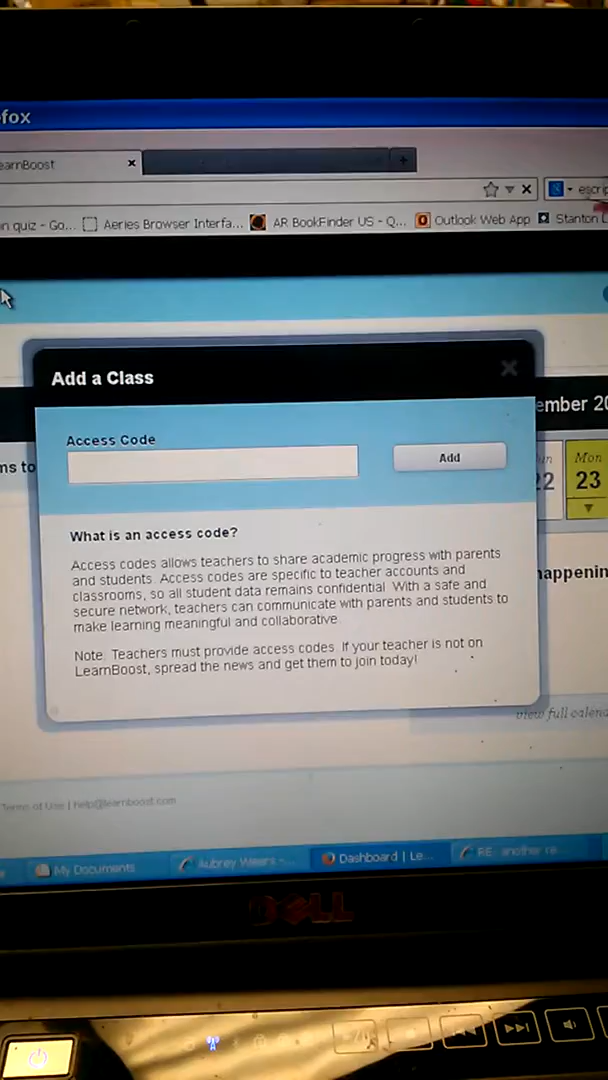 fox
earnBoost
escrip
n quiz - Go... Aeries Browser Interfa... AR BookFinder US - Q... Outlook Web App Stanton
Add a Class
ember 20
Access Code
Add
ms to
un
22
Mon
23
What is an access code?
Access codes allows teachers to share academic progress with parents
and students. Access codes are specific to teacher accounts and
classrooms, so all student data remains confidential. With a safe and
secure network, teachers can communicate with parents and students to
make learning meaningful and collaborative.
happenin
Note: Teachers must provide access codes. If your teacher is not on
LearnBoost, spread the news and get them to join today!
view full calend
Terms of Use | help@learnboost.com
My Documents
Aubrey Weers - ...
Dashboard | Le...
RE: another re...
DELL